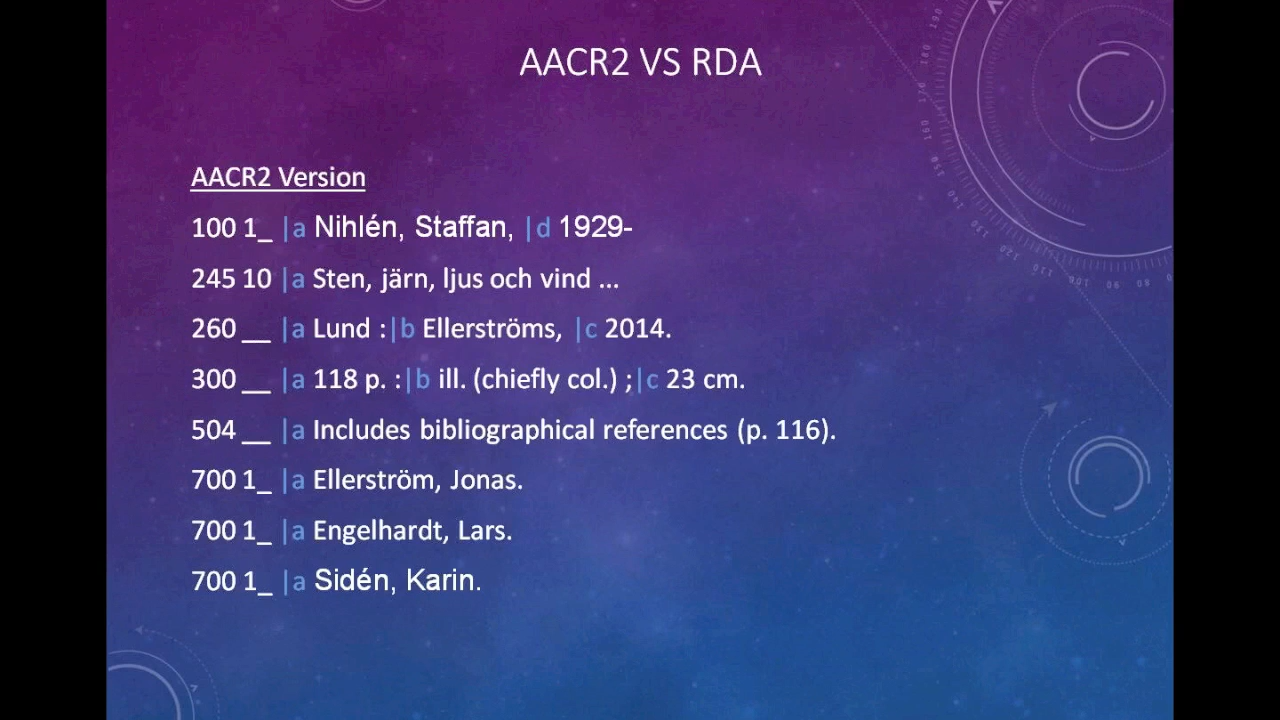 AACR2 VS RDA
AACR2 Version
100 1_ |a Nihlén, Staffan, |d 1929-
245 10 |a Sten, järn, ljus och vind ...
260 __ |a Lund :|b Ellerströms, |c 2014.
300 __ |a 118 p. :|b ill. (chiefly col.) ;|c 23 cm.
504 __ |a Includes bibliographical references (p. 116).
700 1_ |a Ellerström, Jonas.
700 1_ |a Engelhardt, Lars.
700 1_ |a Sidén, Karin.